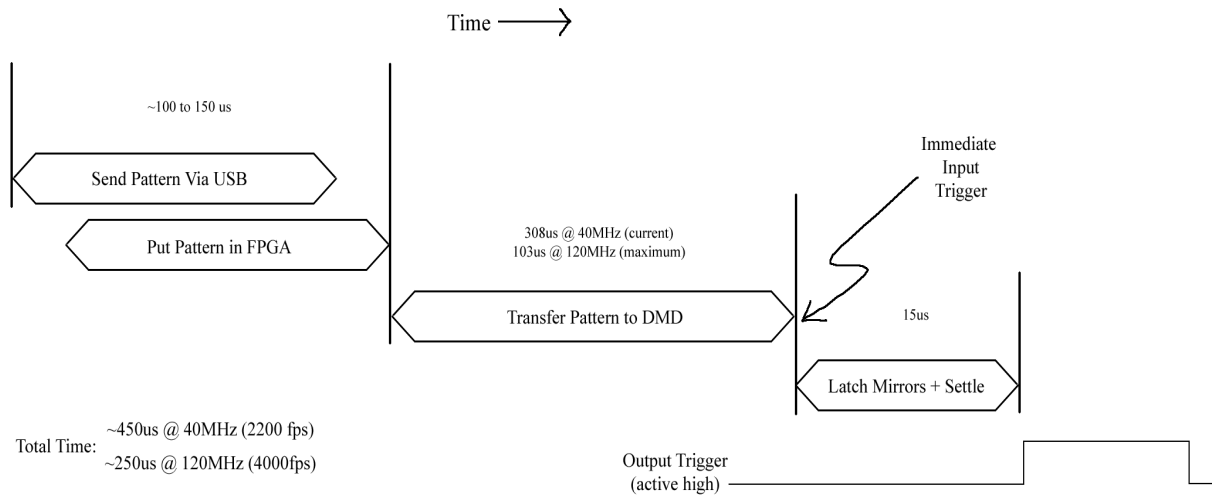 Time
~100 to 150 us
Send Pattern Via USB
Put Pattern in FPGA
308us @ 40MHz (current)
103us @ 120MHz (maximum)
Transfer Pattern to DMD
Immediate
Input
Trigger
15us
Latch Mirrors + Settle
Total Time:
~450us @ 40MHz (2200 fps)
~250us @ 120MHz (4000fps)
Output Trigger
(active high)